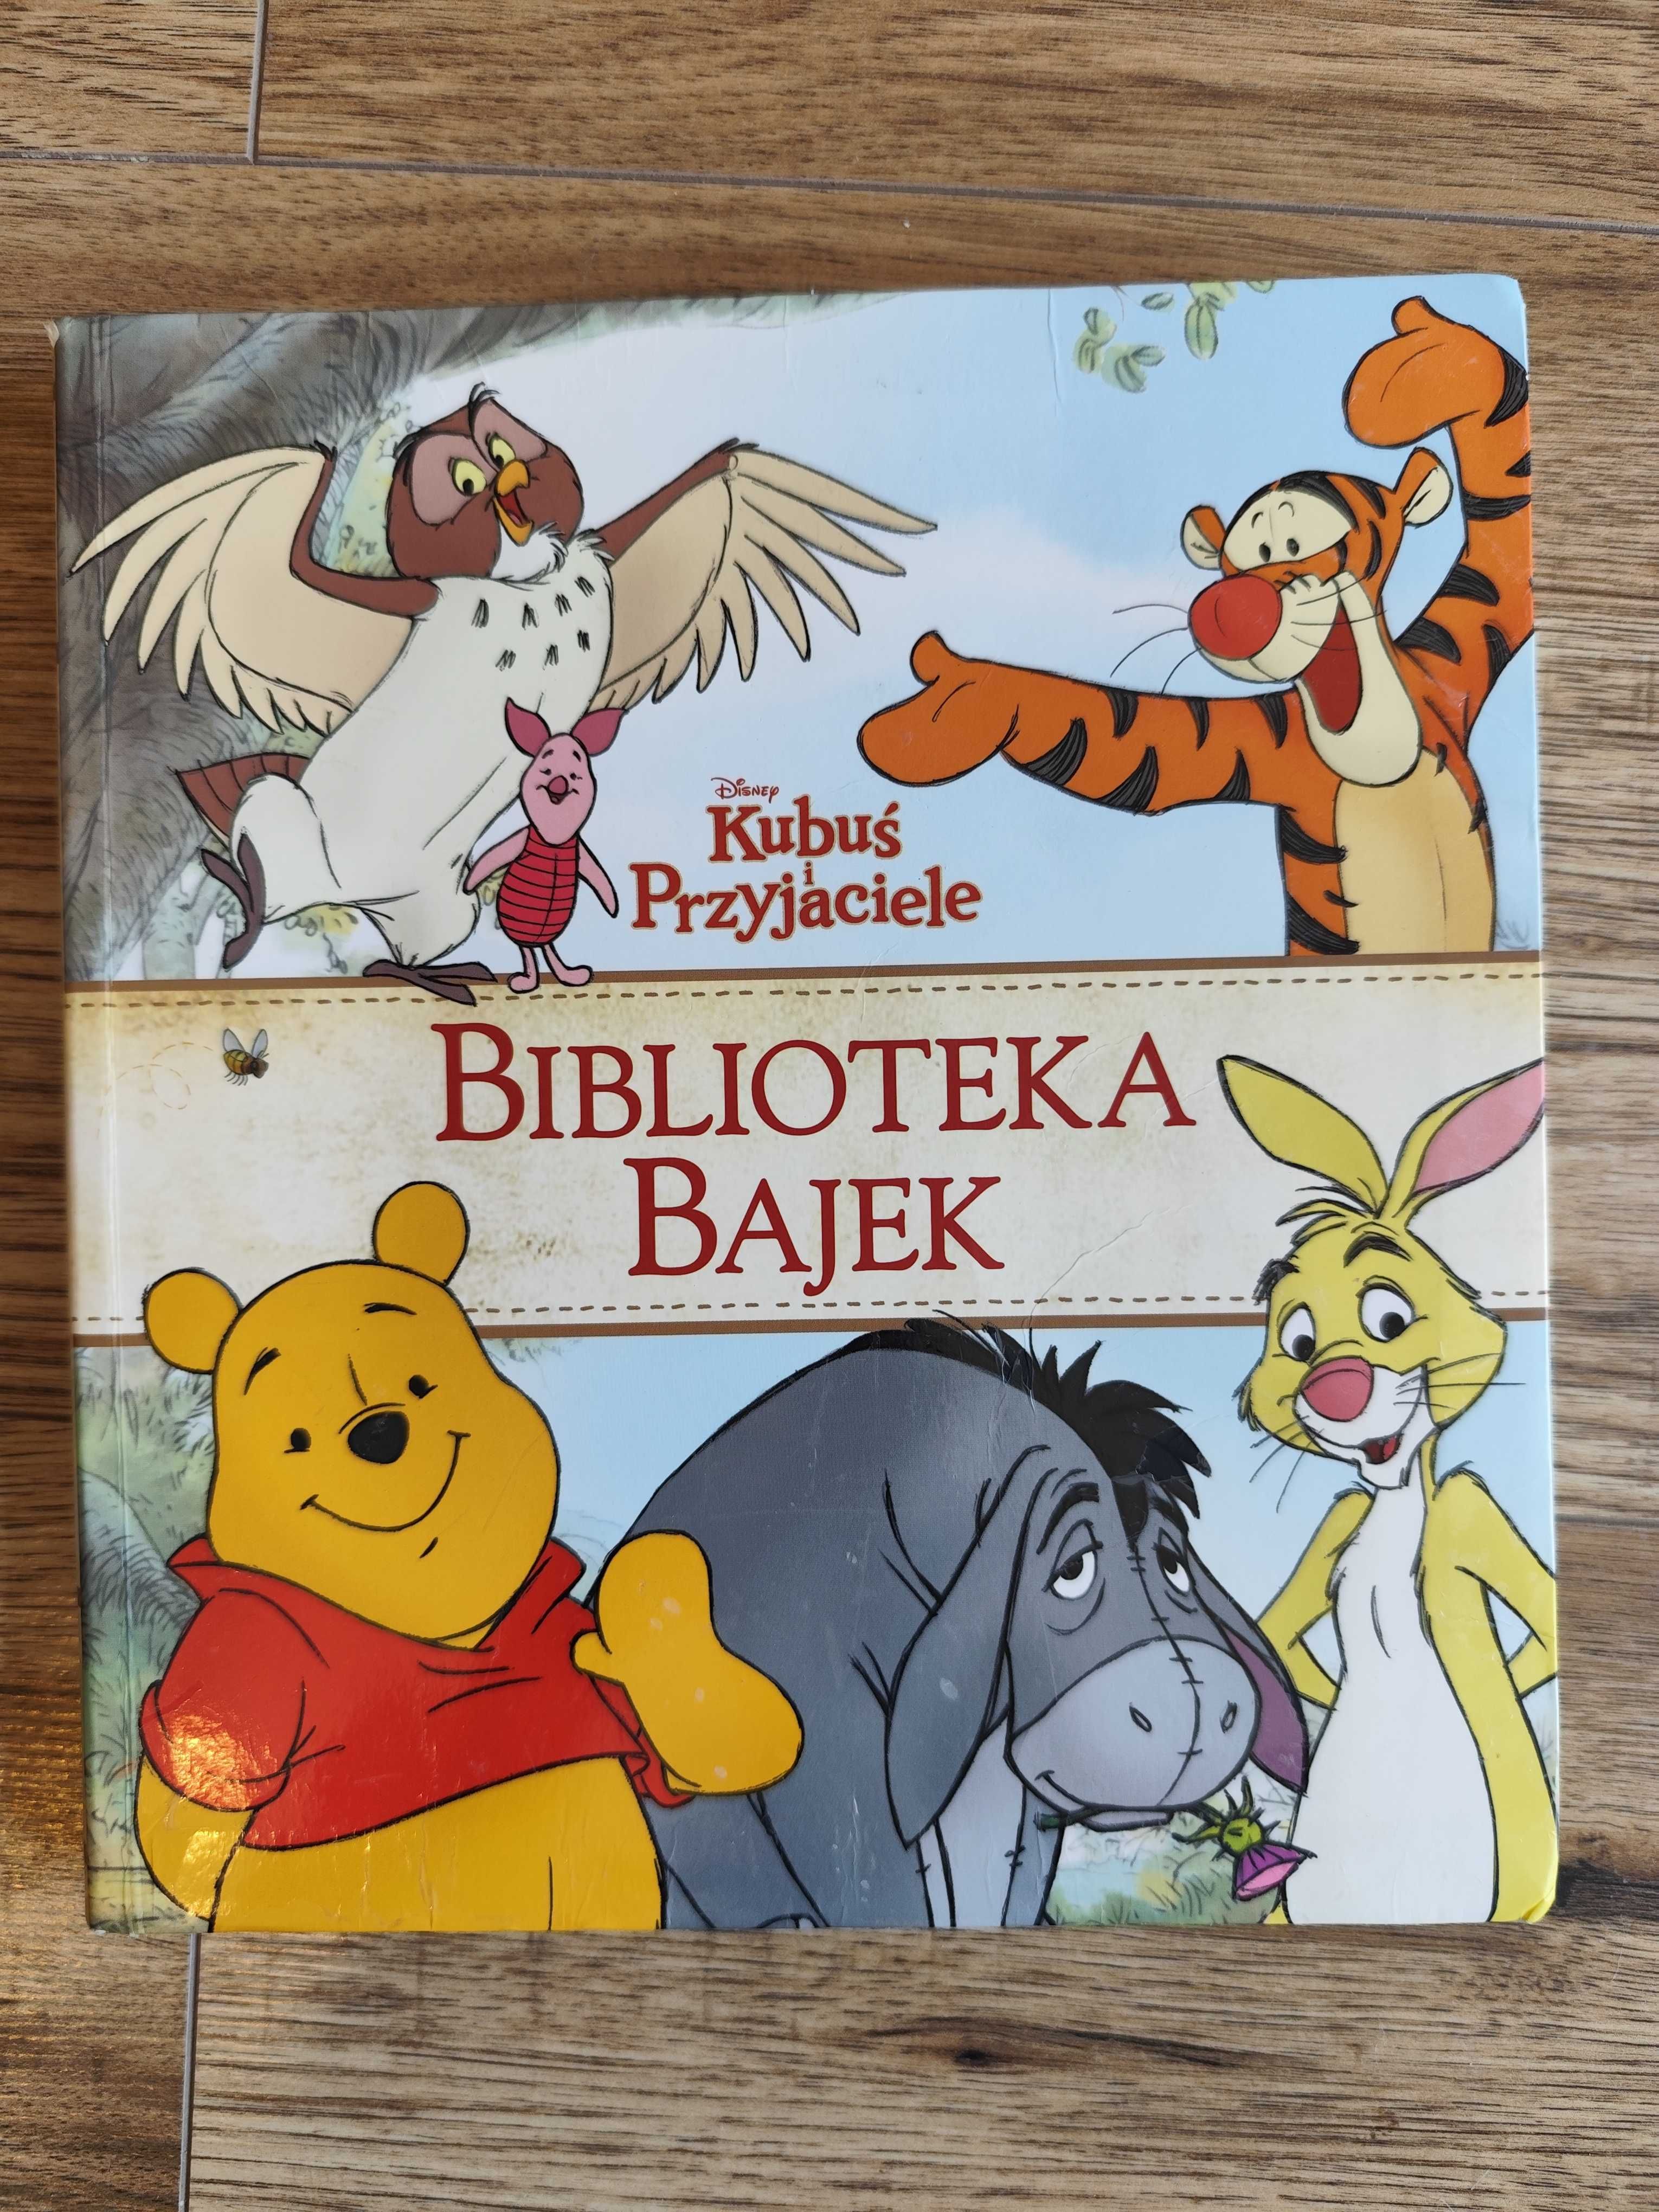 Disney
Kubuś
i
Przyjaciele
BIBLIOTEKA
BAJEK